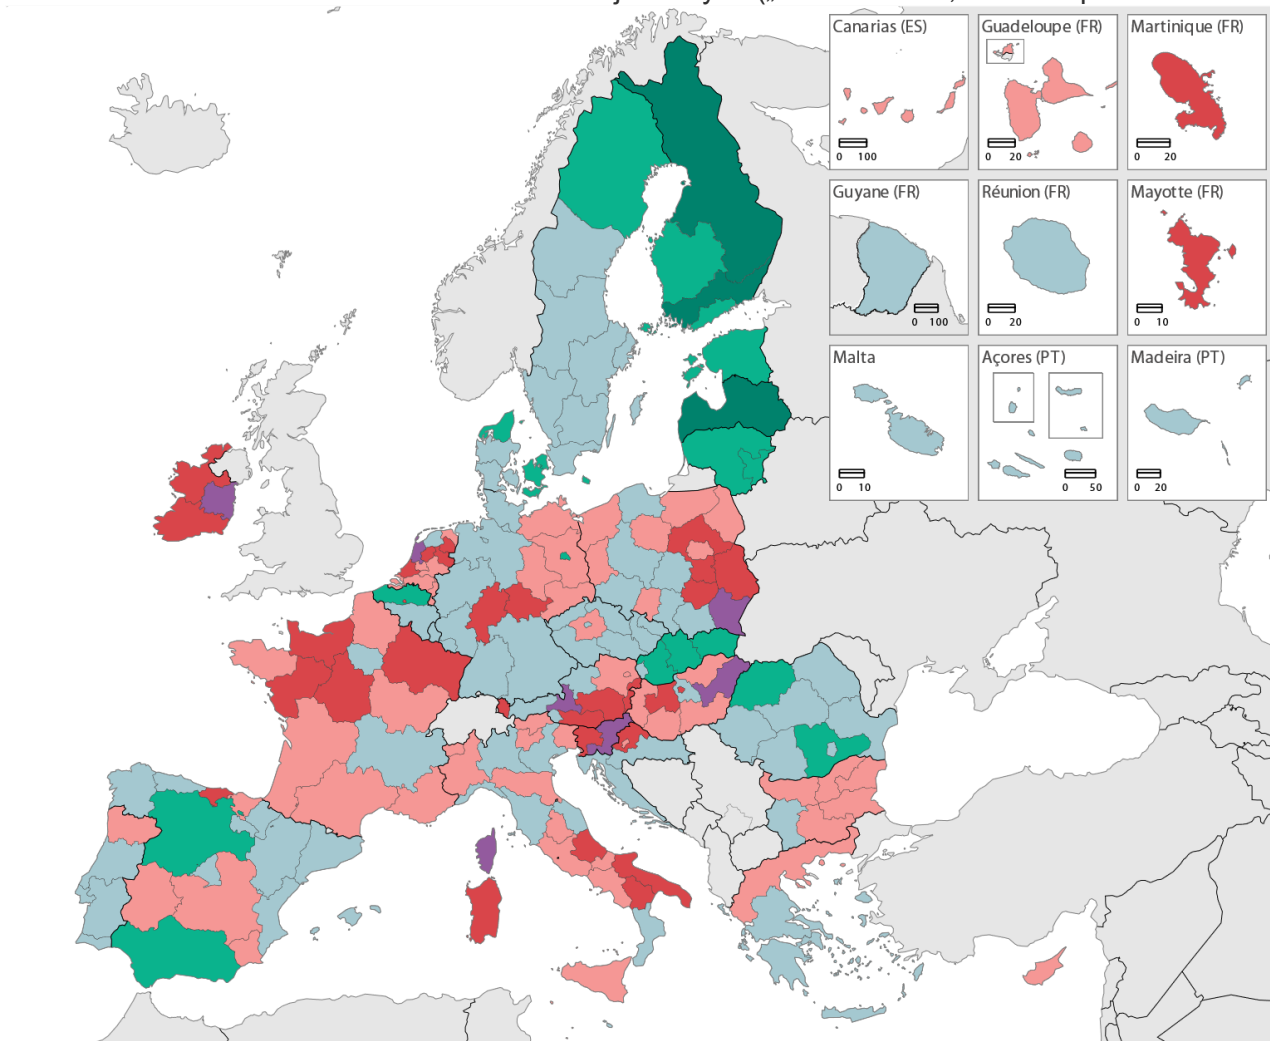 Canarias (ES)
0 100
Guadeloupe (FR)
0 20
Martinique (FR)
0 20
Guyane (FR)
0 100
Réunion (FR)
0 20
Mayotte (FR)
0 10
Malta
0 10
Açores (PT)
0 50
Madeira (PT)
0 20